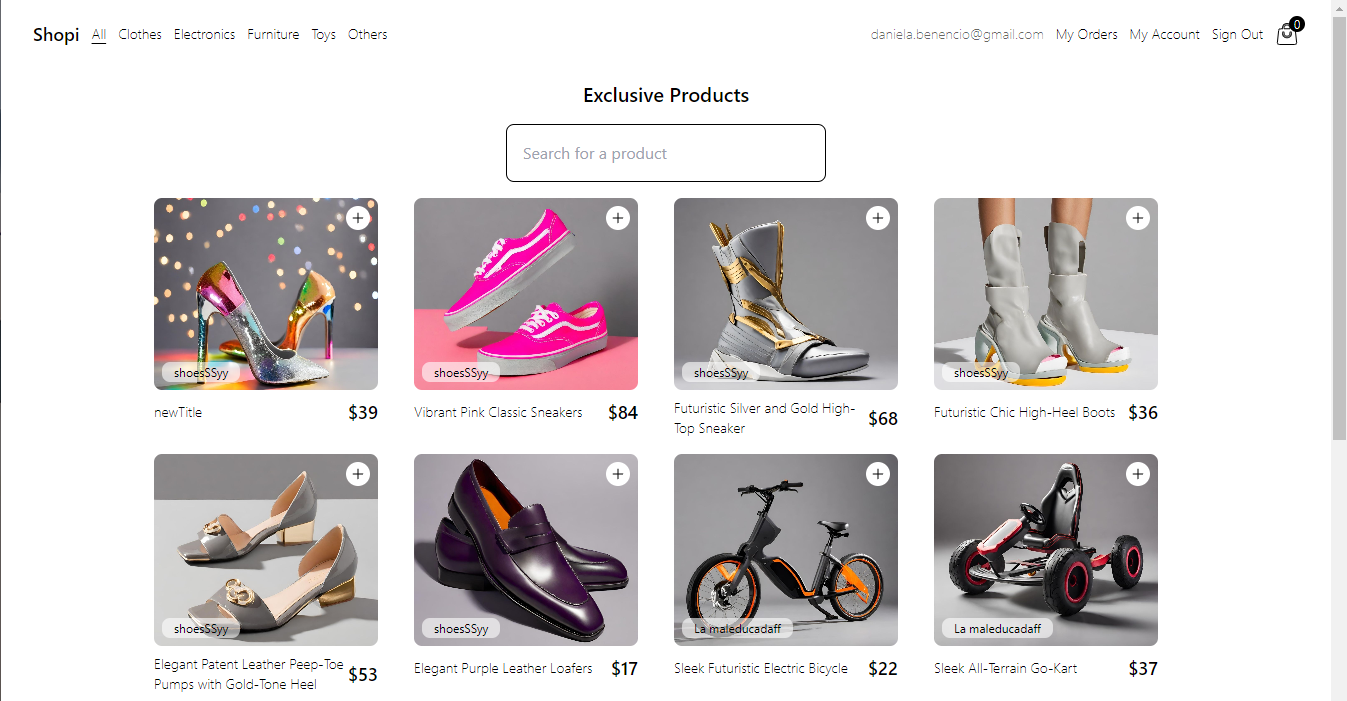 Shopi All Clothes Electronics Furniture Toys Others daniela.benencio@gmail.com My Orders My Account Sign Out 0
Exclusive Products
Search for a product
shoesSSyy
newTitle $39
shoesSSyy
Vibrant Pink Classic Sneakers $84
shoesSSyy
Futuristic Silver and Gold High-
Top Sneaker $68
shoesSSyy
Futuristic Chic High-Heel Boots $36
shoesSSyy
Elegant Patent Leather Peep-Toe
Pumps with Gold-Tone Heel $53
shoesSSyy
Elegant Purple Leather Loafers $17
La maleducadaff
Sleek Futuristic Electric Bicycle $22
La maleducadaff
Sleek All-Terrain Go-Kart $37